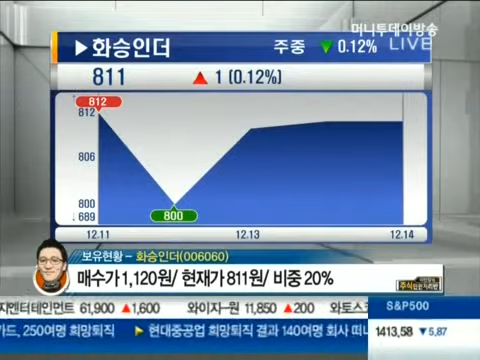 머니투데이방송
LIVE
▶화승인더 주중 ▼ 0.12%
811 ▲ 1 (0.12%)
812
812
806
800
↓689
800
12.11 12.13 12.14
보유현황 - 화승인더(006060)
매수가 1,120원/ 현재가 811원/ 비중 20%
지엔터테인먼트 61,900 ▲1,600 와이지-원 11,850 ▲200 와토스코
S&P500
카드, 250여명 희망퇴직 ▶ 현대중공업 희망퇴직 결과 140여명 회사 떠나
1413,58 ▼5,87